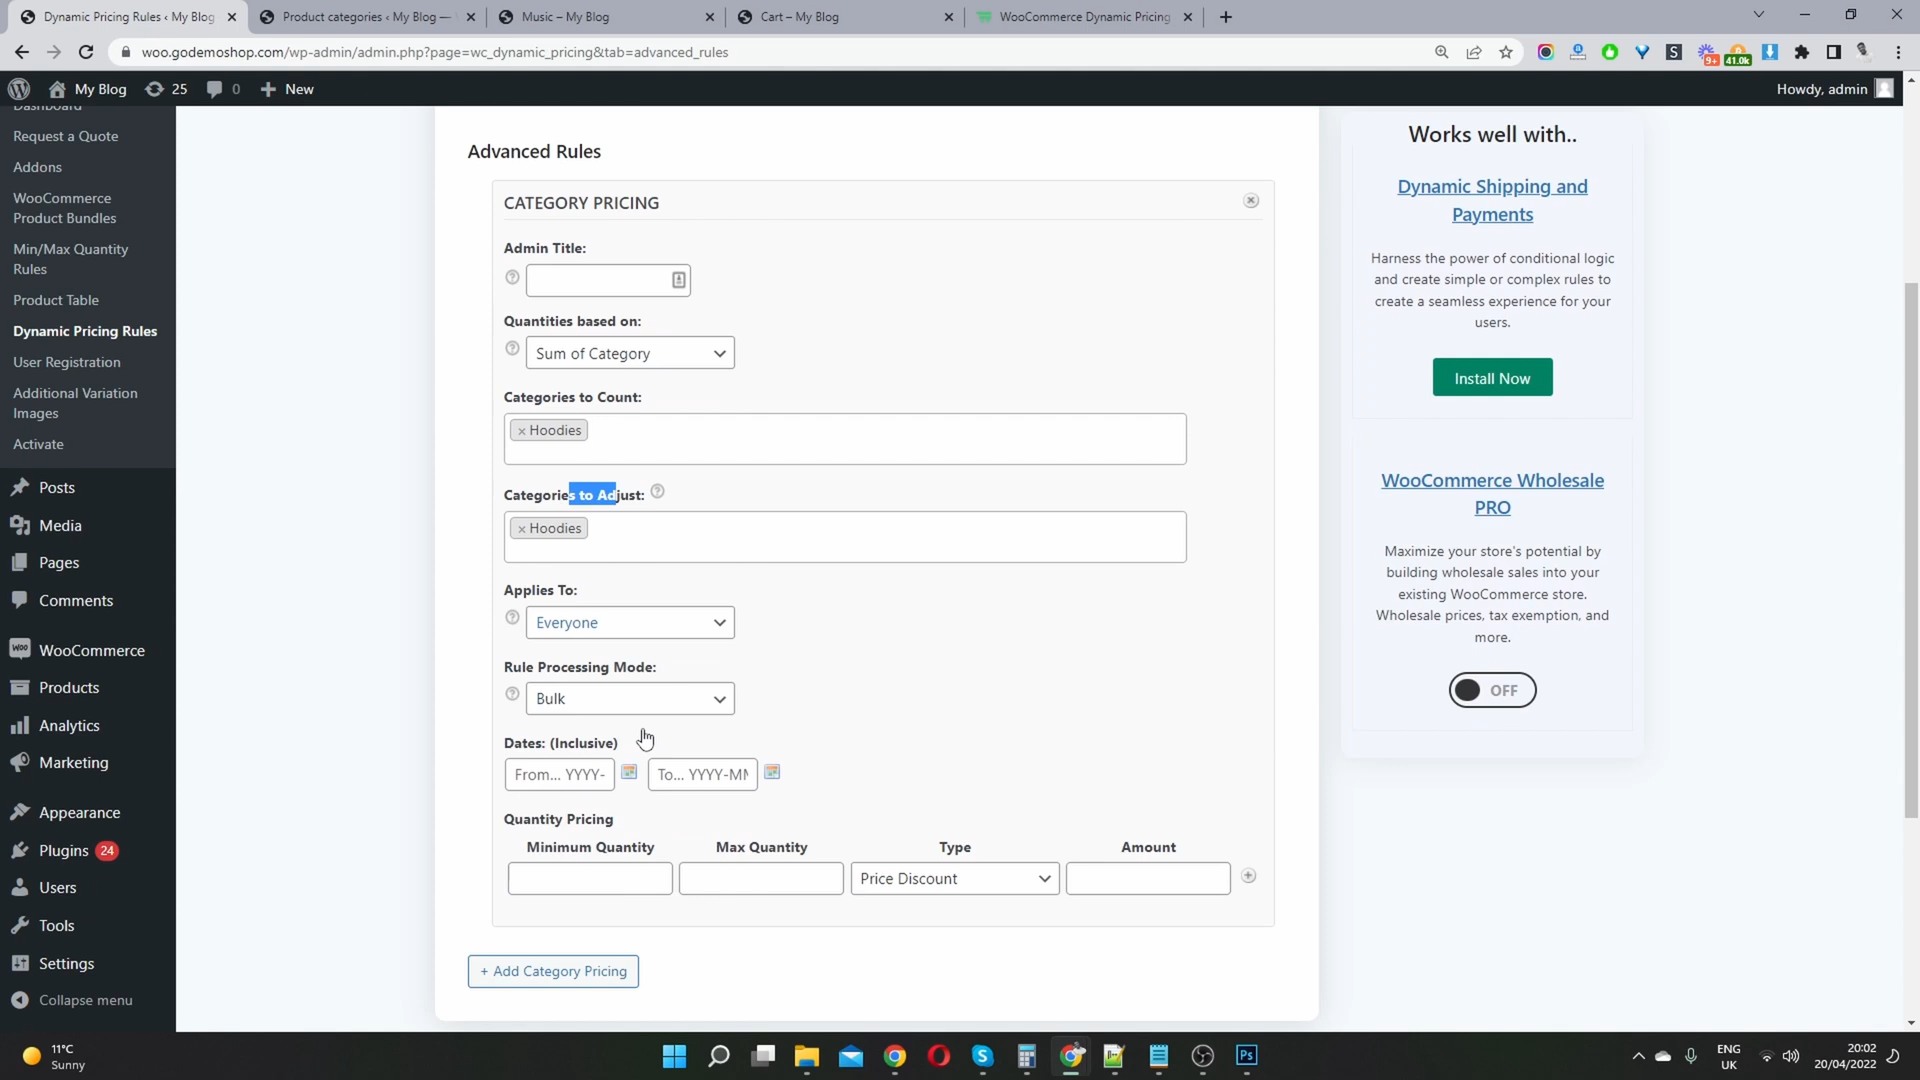 Dynamic Pricing Rules ‹ My Blog
Product categories ‹ My Blog —
Music – My Blog
Cart – My Blog
WooCommerce Dynamic Pricing
woo.godemoshop.com/wp-admin/admin.php?page=wc_dynamic_pricing&tab=advanced_rules
9+
41.0k
My Blog
25
0
New
Howdy, admin
Dashboard
Request a Quote
Addons
WooCommerce
Product Bundles
Min/Max Quantity
Rules
Product Table
Dynamic Pricing Rules
User Registration
Additional Variation
Images
Activate
Posts
Media
Pages
Comments
WooCommerce
Products
Analytics
Marketing
Appearance
Plugins 24
Users
Tools
Settings
Collapse menu
Advanced Rules
CATEGORY PRICING
Admin Title:
Quantities based on:
Sum of Category
Categories to Count:
× Hoodies
Categories to Adjust:
× Hoodies
Applies To:
Everyone
Rule Processing Mode:
Bulk
Dates: (Inclusive)
From... YYYY-
To... YYYY-MM
Quantity Pricing
Minimum Quantity
Max Quantity
Type
Amount
Price Discount
+ Add Category Pricing
Works well with..
Dynamic Shipping and
Payments
Harness the power of conditional logic
and create simple or complex rules to
create a seamless experience for your
users.
Install Now
WooCommerce Wholesale
PRO
Maximize your store's potential by
building wholesale sales into your
existing WooCommerce store.
Wholesale prices, tax exemption, and
more.
OFF
11°C
Sunny
Ps
ENG
UK
20:02
20/04/2022